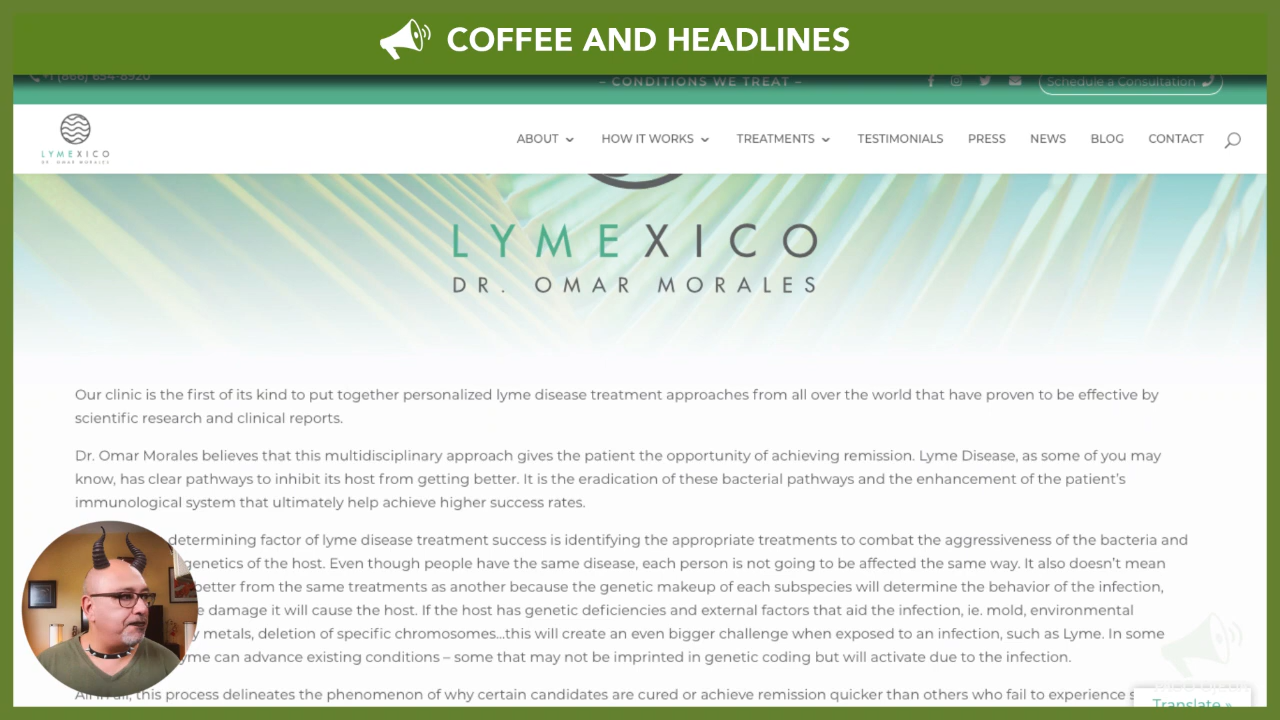 COFFEE AND HEADLINES
+1 (866) 654-8920
– CONDITIONS WE TREAT –
Schedule a Consultation
LYMEXICO
DR. OMAR MORALES
ABOUT
HOW IT WORKS
TREATMENTS
TESTIMONIALS
PRESS
NEWS
BLOG
CONTACT
LYMEXICO
DR. OMAR MORALES
Our clinic is the first of its kind to put together personalized lyme disease treatment approaches from all over the world that have proven to be effective by
scientific research and clinical reports.
Dr. Omar Morales believes that this multidisciplinary approach gives the patient the opportunity of achieving remission. Lyme Disease, as some of you may
know, has clear pathways to inhibit its host from getting better. It is the eradication of these bacterial pathways and the enhancement of the patient's
immunological system that ultimately help achieve higher success rates.
determining factor of lyme disease treatment success is identifying the appropriate treatments to combat the aggressiveness of the bacteria and
genetics of the host. Even though people have the same disease, each person is not going to be affected the same way. It also doesn't mean
better from the same treatments as another because the genetic makeup of each subspecies will determine the behavior of the infection,
damage it will cause the host. If the host has genetic deficiencies and external factors that aid the infection, ie. mold, environmental
metals, deletion of specific chromosomes...this will create an even bigger challenge when exposed to an infection, such as Lyme. In some
can advance existing conditions – some that may not be imprinted in genetic coding but will activate due to the infection.
All in all, this process delineates the phenomenon of why certain candidates are cured or achieve remission quicker than others who fail to experience
Translate »